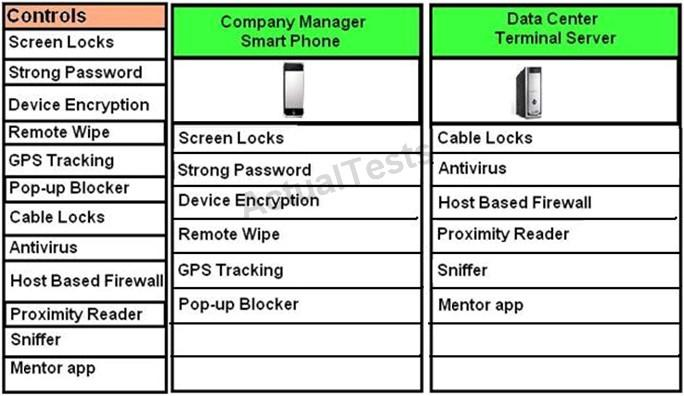 Controls
Screen Locks
Strong Password
Device Encryption
Remote Wipe
GPS Tracking
Pop-up Blocker
Cable Locks
Antivirus
Host Based Firewall
Proximity Reader
Sniffer
Mentor app
Company Manager
Smart Phone
Screen Locks
Strong Password
Device Encryption
Remote Wipe
GPS Tracking
Pop-up Blocker
Data Center
Terminal Server
Cable Locks
Antivirus
Host Based Firewall
Proximity Reader
Sniffer
Mentor app
ActualTests